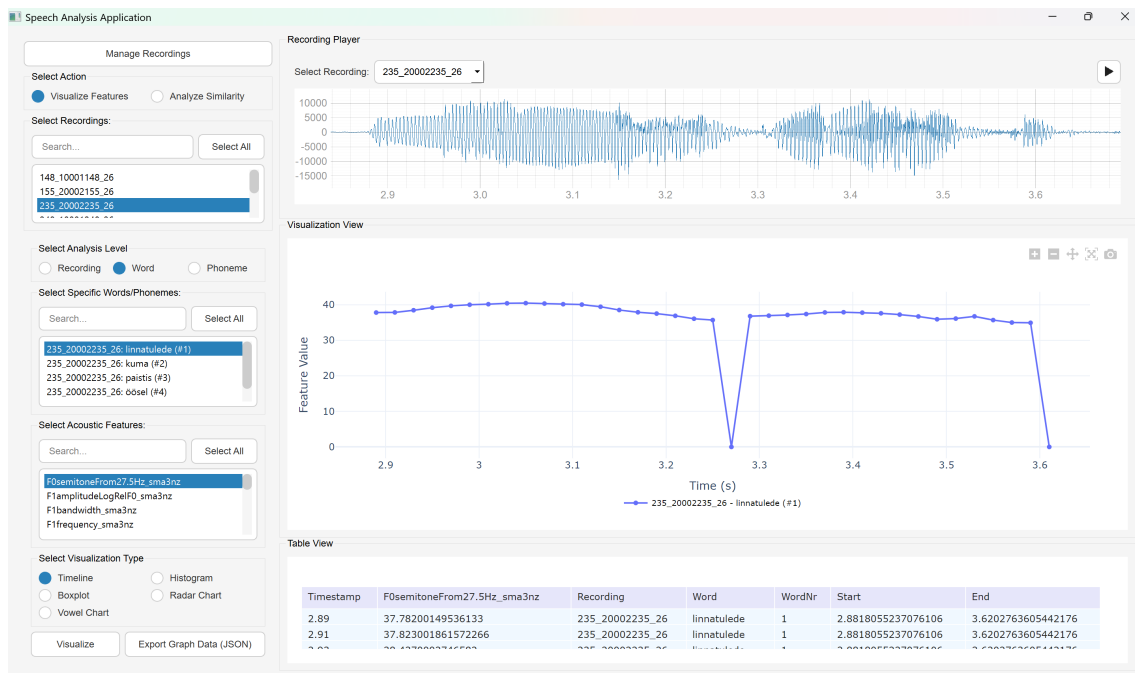 Speech Analysis Application
Manage Recordings
Select Action
Visualize Features
Analyze Similarity
Select Recordings:
Search...
Select All
148_10001148_26
155_20002155_26
235_20002235_26
Select Analysis Level
Recording
Word
Phoneme
Select Specific Words/Phonemes:
Search...
Select All
235_20002235_26: linnatulede (#1)
235_20002235_26: kuma (#2)
235_20002235_26: paistis (#3)
235_20002235_26: öösel (#4)
Select Acoustic Features:
Search...
Select All
F0semitoneFrom27.5Hz_sma3nz
F1amplitudeLogRelF0_sma3nz
F1bandwidth_sma3nz
F1frequency_sma3nz
Select Visualization Type
Timeline
Histogram
Boxplot
Radar Chart
Vowel Chart
Visualize
Export Graph Data (JSON)
Recording Player
Select Recording:
235_20002235_26
10000
5000
0
-5000
-10000
-15000
2.9 3.0 3.1 3.2 3.3 3.4 3.5 3.6
Visualization View
40
30
20
10
0
Feature Value
2.9 3 3.1 3.2 3.3 3.4 3.5 3.6
Time (s)
235_20002235_26 - linnatulede (#1)
Table View
Timestamp F0semitoneFrom27.5Hz_sma3nz Recording Word WordNr Start End
2.89 37.78200149536133 235_20002235_26 linnatulede 1 2.8818055237076106 3.6202763605442176
2.91 37.823001861572266 235_20002235_26 linnatulede 1 2.8818055237076106 3.6202763605442176